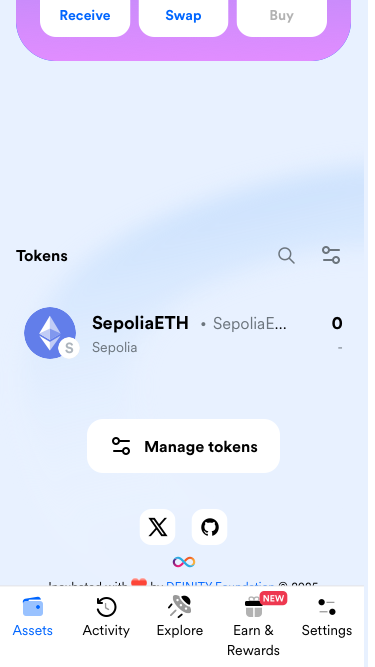 Receive Swap Buy
Tokens
SepoliaETH • SepoliaE... 0
S Sepolia -
Manage tokens
Incubated with ❤️ by DFINITY Foundation © 2025
NEW
Assets Activity Explore Earn & Settings
Rewards